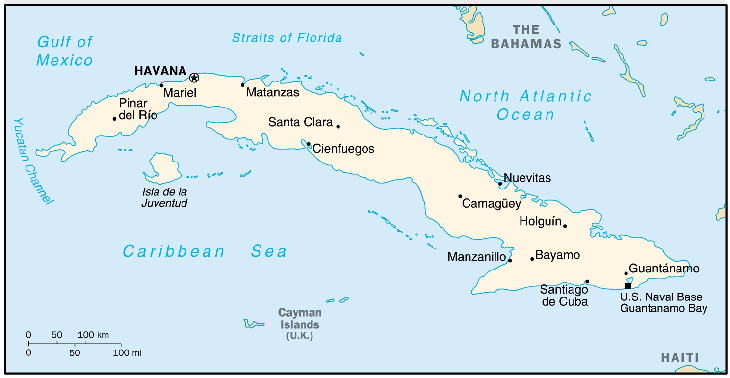 Gulf of
Mexico
Straits of Florida
THE
BAHAMAS
HAVANA
Mariel
Matanzas
Pinar
del Río
North Atlantic
Ocean
Santa Clara
Cienfuegos
Yucatan Channel
Isla de la
Juventud
Nuevitas
Camagüey
Holguín
Caribbean Sea
Manzanillo
Bayamo
Guantánamo
Santiago
de Cuba
U.S. Naval Base
Guantanamo Bay
Cayman
Islands
(U.K.)
0 50 100 km
0 50 100 mi
HAITI